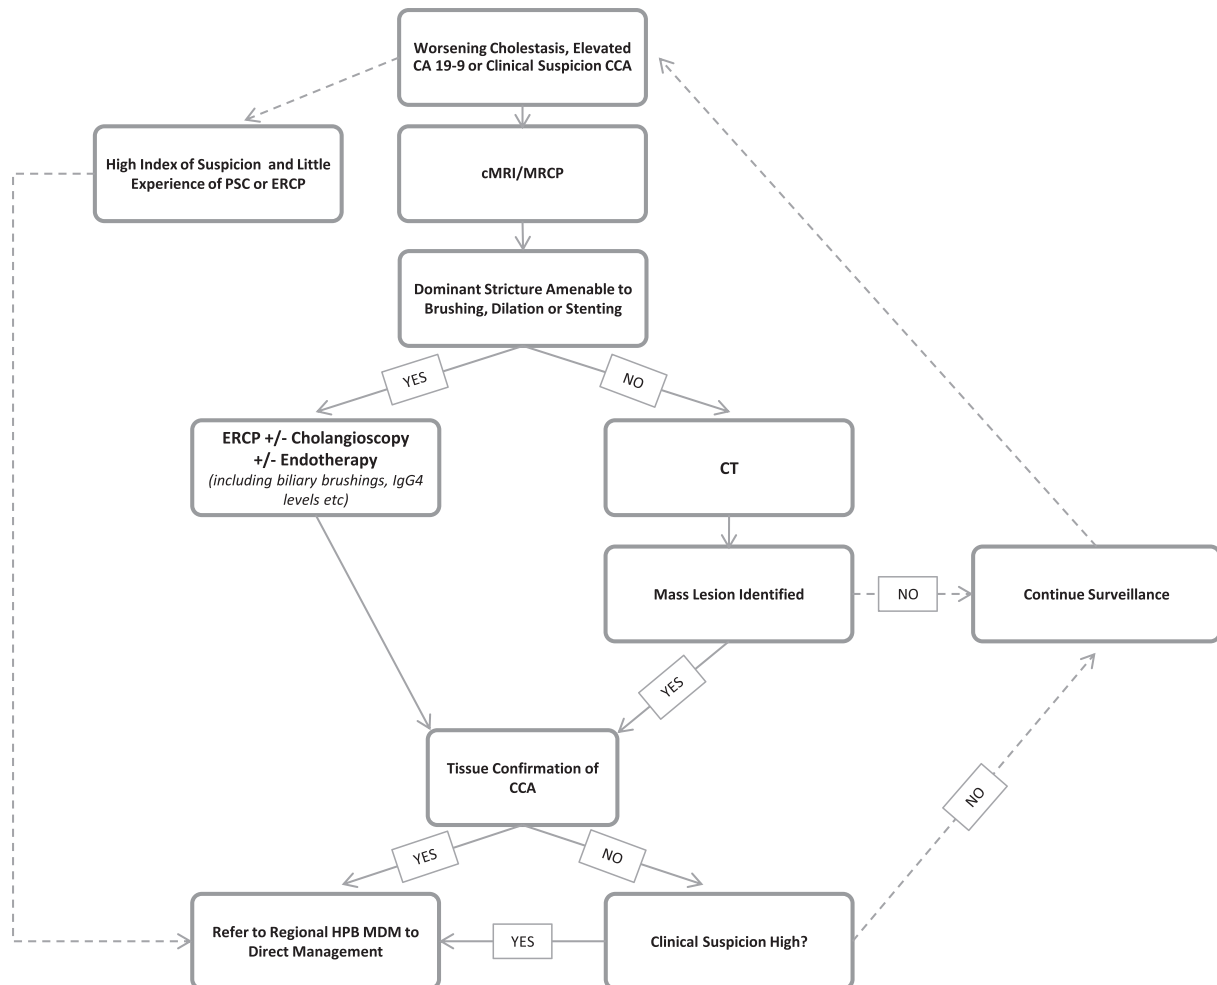 Worsening Cholestasis, Elevated
CA 19-9 or Clinical Suspicion CCA
High Index of Suspicion and Little
Experience of PSC or ERCP
cMRI/MRCP
Dominant Stricture Amenable to
Brushing, Dilation or Stenting
YES
NO
ERCP +/- Cholangioscopy
+/- Endotherapy
(including biliary brushings, IgG4
levels etc)
CT
Mass Lesion Identified
NO
Continue Surveillance
YES
Tissue Confirmation of
CCA
NO
YES
NO
Refer to Regional HPB MDM to
Direct Management
YES
Clinical Suspicion High?